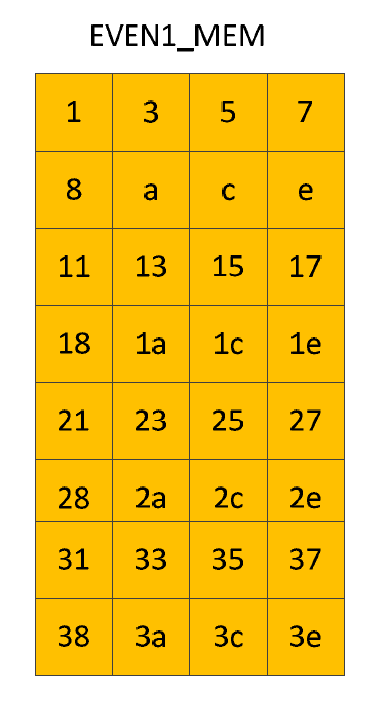 EVEN1_MEM
1 3 5 7
8 a c e
11 13 15 17
18 1a 1c 1e
21 23 25 27
28 2a 2c 2e
31 33 35 37
38 3a 3c 3e